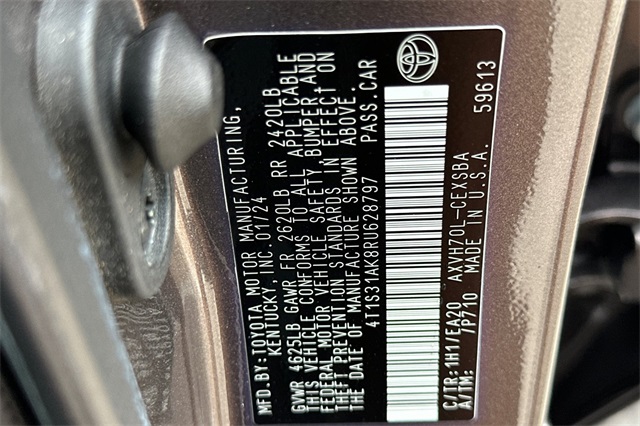 MFD.BY:TOYOTA MOTOR MANUFACTURING,
KENTUCKY, INC. 01/24
GVWR 4625LB GAWR FR 2620LB RR 2420LB
THIS VEHICLE CONFORMS TO ALL APPLICABLE
FEDERAL MOTOR VEHICLE SAFETY, BUMPER, AND
THEFT PREVENTION STANDARDS IN EFFECT ON
THE DATE OF MANUFACTURE SHOWN ABOVE.
4T1S31AK8RU628797 PASS.CAR
C/TR:1H1/EA20 AXVH70L-CEXSBA
A/TM: /P710 MADE IN U.S.A. 59613